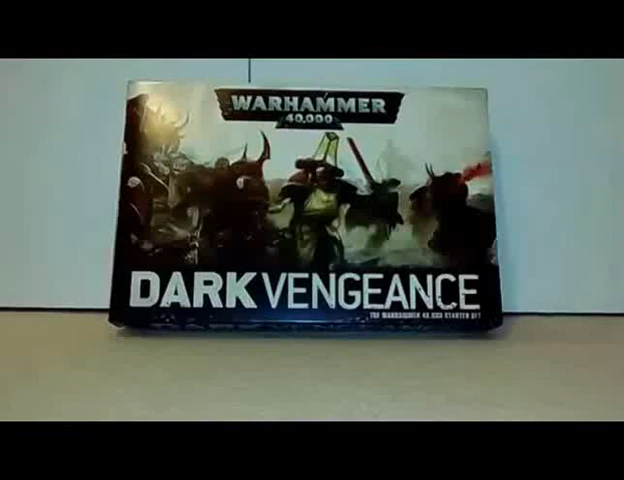 WARHAMMER
40,000
DARK VENGEANCE
THE WARHAMMER 40,000 STARTER SET